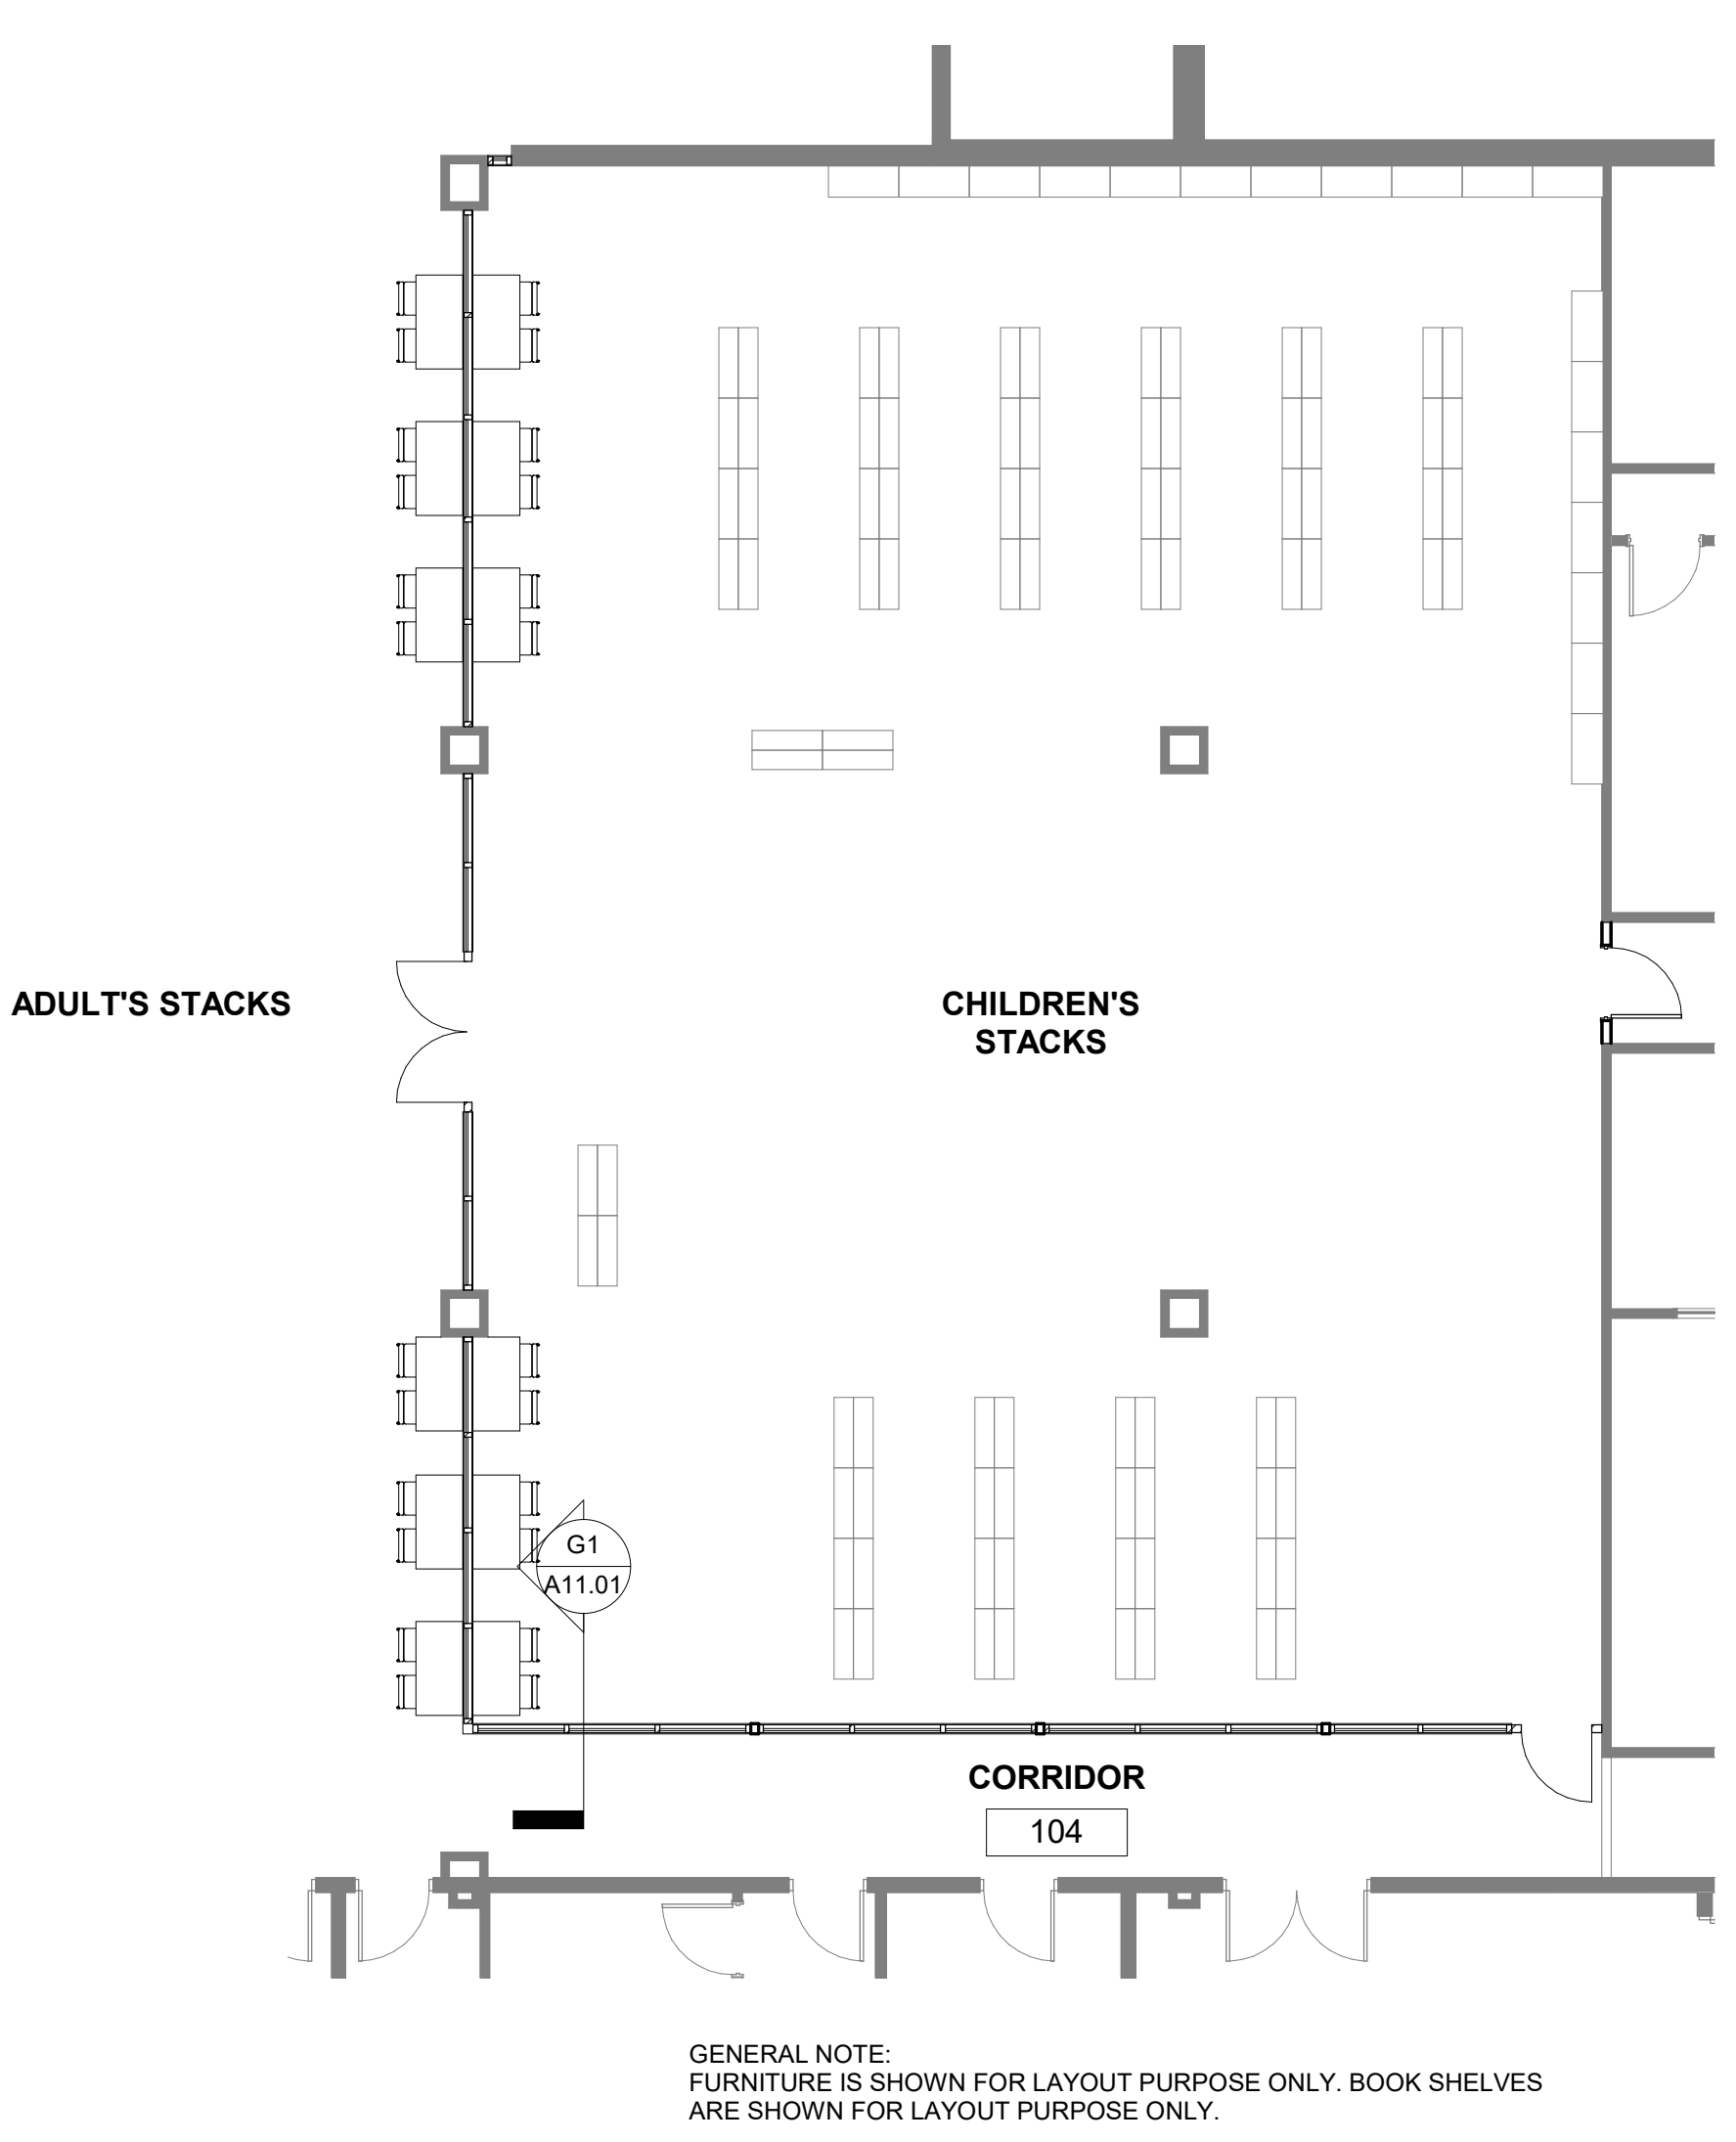 ADULT'S STACKS
CHILDREN'S
STACKS
G1
A11.01
CORRIDOR
104
GENERAL NOTE:
FURNITURE IS SHOWN FOR LAYOUT PURPOSE ONLY. BOOK SHELVES
ARE SHOWN FOR LAYOUT PURPOSE ONLY.